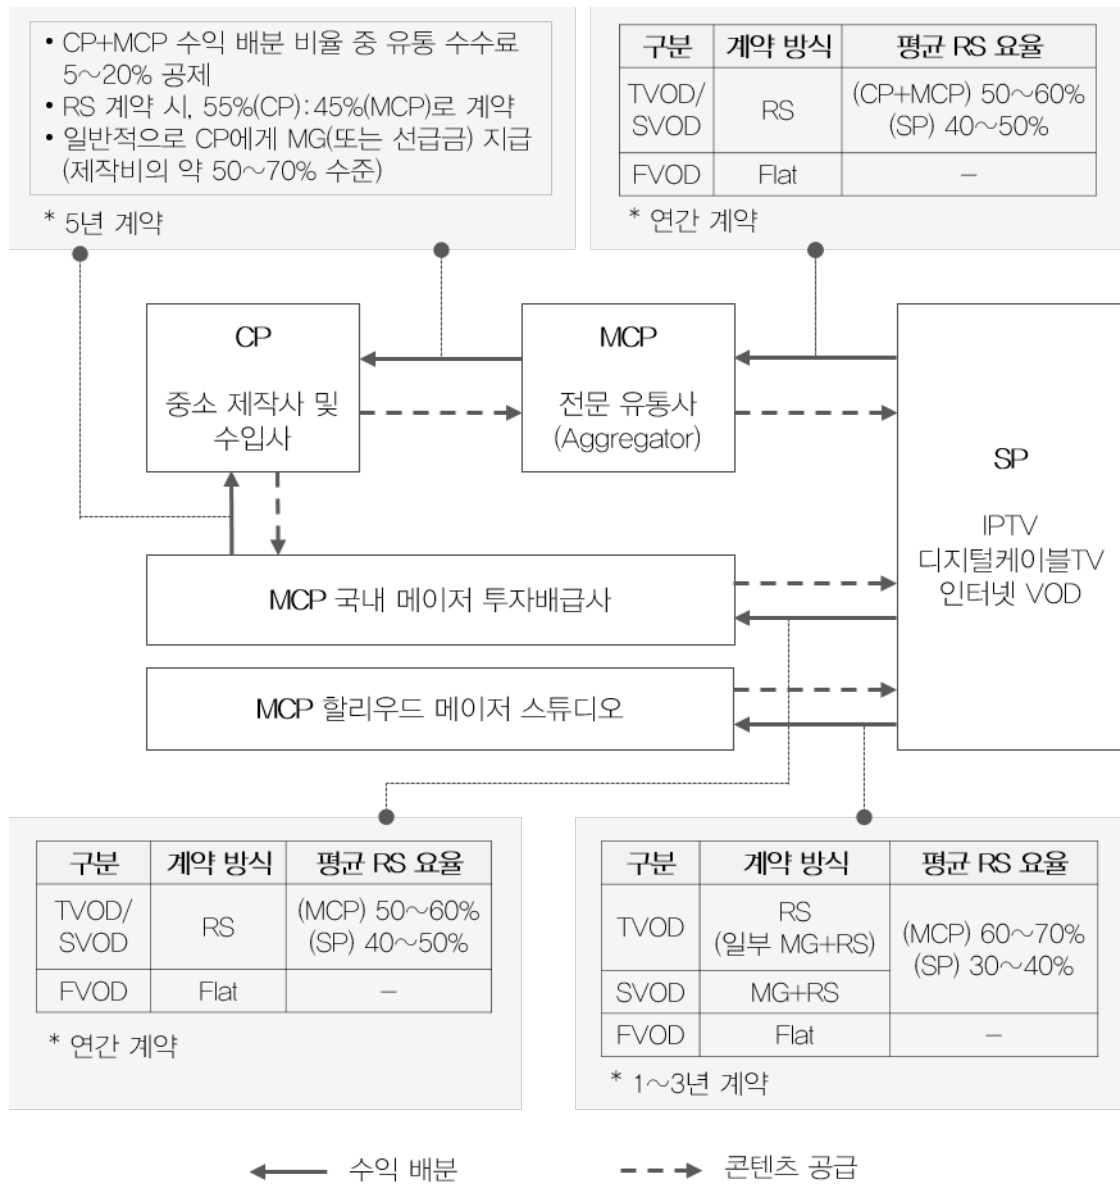 • CP+MCP 수익 배분 비율 중 유통 수수료
5～20% 공제
• RS 계약 시, 55%(CP):45%(MCP)로 계약
• 일반적으로 CP에게 MG(또는 선급금) 지급
(제작비의 약 50～70% 수준)
* 5년 계약
구분 계약 방식 평균 RS 요율
TVOD/
SVOD
RS
(CP+MCP) 50～60%
(SP) 40～50%
FVOD Flat –
* 연간 계약
CP
중소 제작사 및
수입사
MCP
전문 유통사
(Aggregator)
SP
IPTV
디지털케이블TV
인터넷 VOD
MCP 국내 메이저 투자배급사
MCP 할리우드 메이저 스튜디오
구분 계약 방식 평균 RS 요율
TVOD/
SVOD
RS
(MCP) 50～60%
(SP) 40～50%
FVOD Flat –
* 연간 계약
구분 계약 방식 평균 RS 요율
TVOD
RS
(일부 MG+RS)
(MCP) 60～70%
(SP) 30～40%
SVOD MG+RS
FVOD Flat –
* 1～3년 계약
수익 배분 콘텐츠 공급